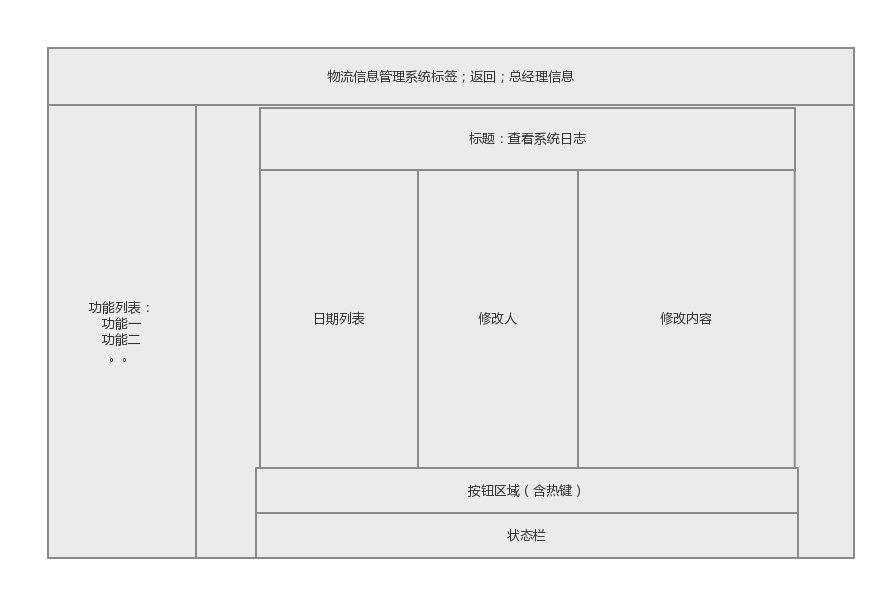 物流信息管理系统标签；返回；总经理信息
标题：查看系统日志
功能列表：
功能一
功能二
。。
日期列表
修改人
修改内容
按钮区域（含热键）
状态栏